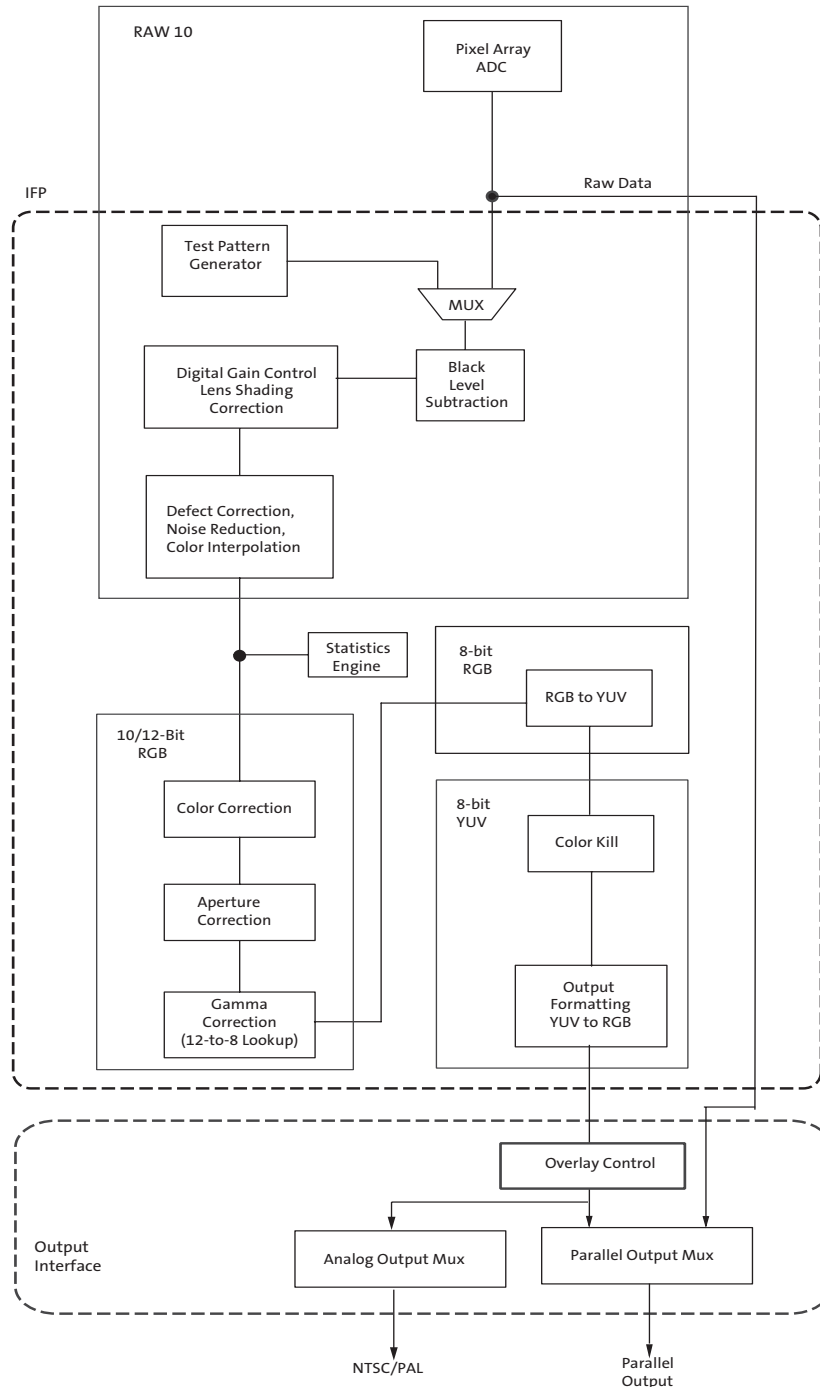 RAW 10
Pixel Array
ADC
IFP
Raw Data
Test Pattern
Generator
MUX
Digital Gain Control
Lens Shading
Correction
Black
Level
Subtraction
Defect Correction,
Noise Reduction,
Color Interpolation
Statistics
Engine
8-bit
RGB
RGB to YUV
10/12-Bit
RGB
Color Correction
8-bit
YUV
Color Kill
Aperture
Correction
Gamma
Correction
(12-to-8 Lookup)
Output
Formatting
YUV to RGB
Overlay Control
Output
Interface
Analog Output Mux
Parallel Output Mux
NTSC/PAL
Parallel
Output